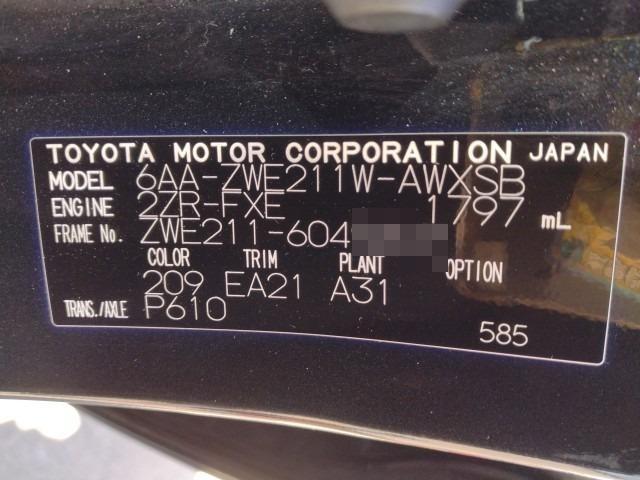 TOYOTA MOTOR CORPORATION JAPAN
MODEL 6AA-ZWE211W-AWXSB
ENGINE 2ZR-FXE 1797 mL
FRAME No. ZWE211-604
COLOR TRIM PLANT OPTION
209 EA21 A31
TRANS./AXLE P610
585